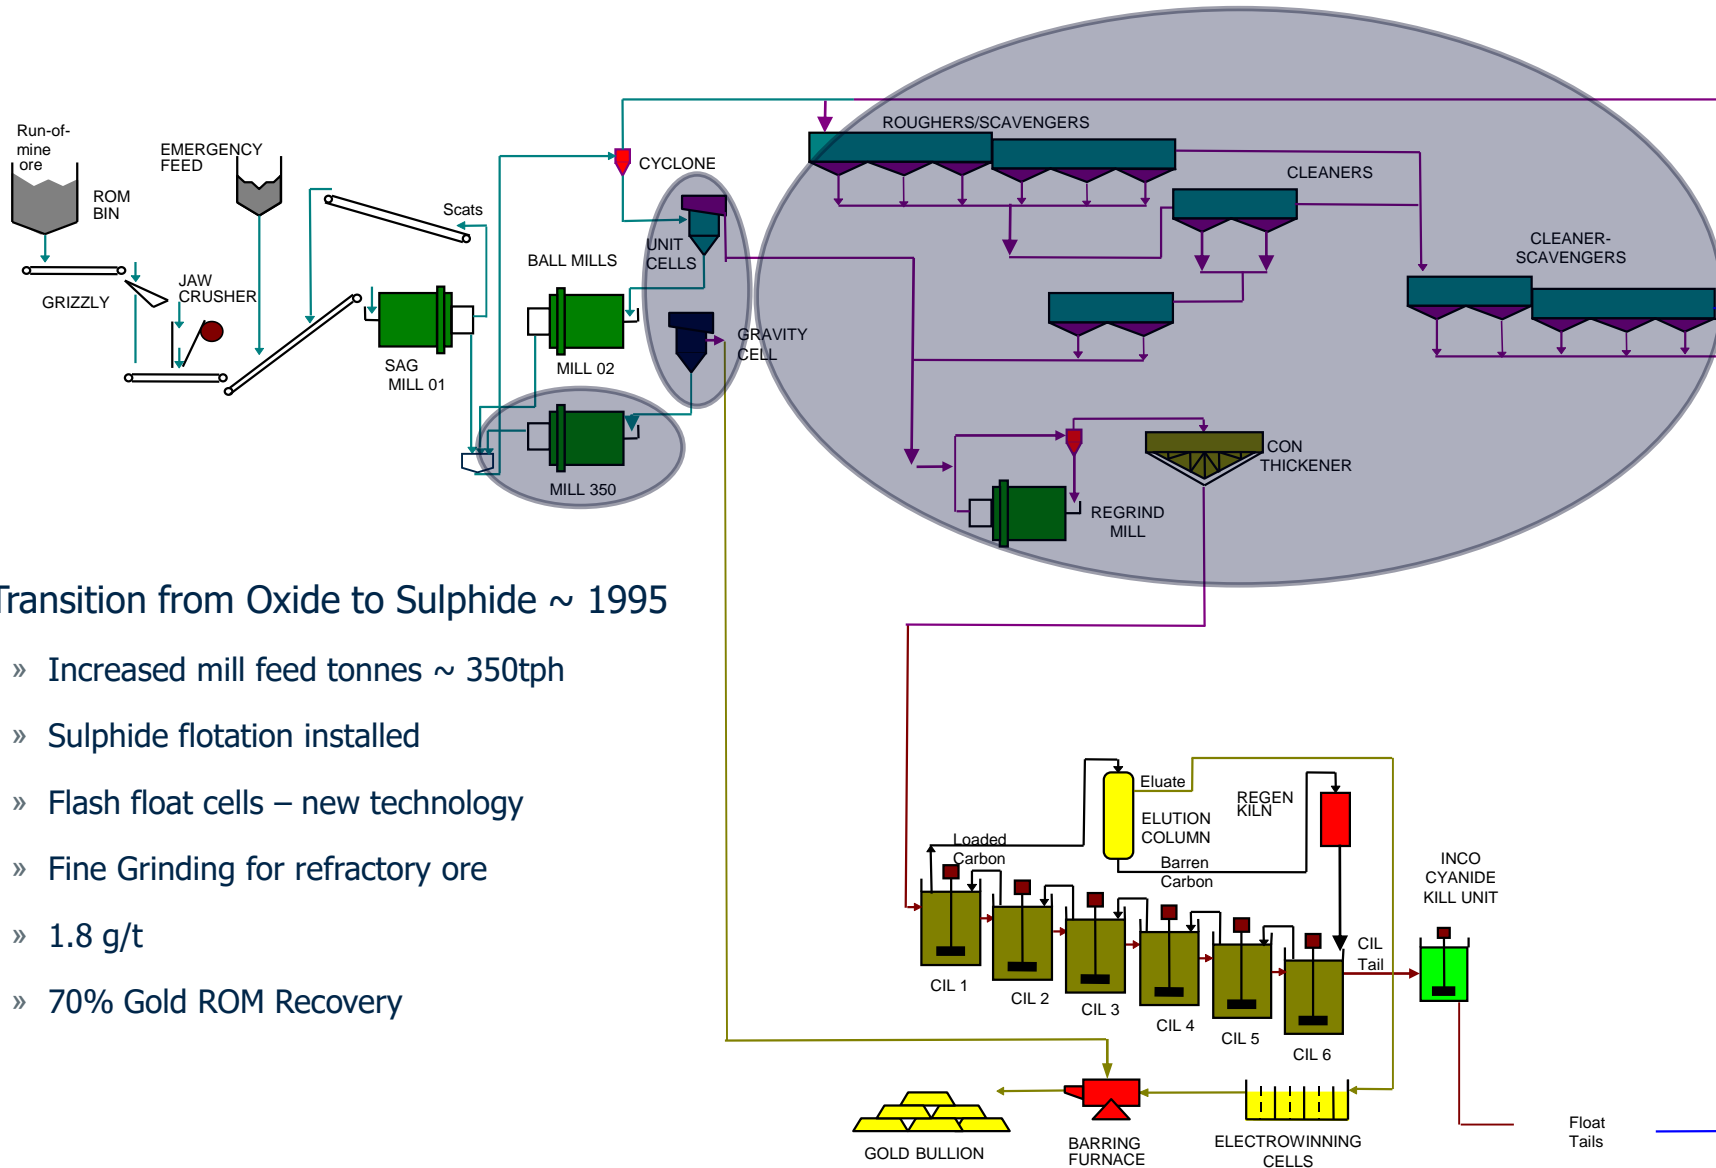 Run-of-
mine
ore
ROM
BIN
EMERGENCY
FEED
GRIZZLY
JAW
CRUSHER
Scats
SAG
MILL 01
BALL MILLS
MILL 02
MILL 350
CYCLONE
UNIT
CELLS
GRAVITY
CELL
ROUGHERS/SCAVENGERS
CLEANERS
CLEANER-
SCAVENGERS
REGRIND
MILL
CON
THICKENER
Transition from Oxide to Sulphide ~ 1995
» Increased mill feed tonnes ~ 350tph
» Sulphide flotation installed
» Flash float cells – new technology
» Fine Grinding for refractory ore
» 1.8 g/t
» 70% Gold ROM Recovery
Eluate
ELUTION
COLUMN
REGEN
KILN
Loaded
Carbon
Barren
Carbon
INCO
CYANIDE
KILL UNIT
CIL 1
CIL 2
CIL 3
CIL 4
CIL 5
CIL 6
CIL
Tail
GOLD BULLION
BARRING
FURNACE
ELECTROWINNING
CELLS
Float
Tails